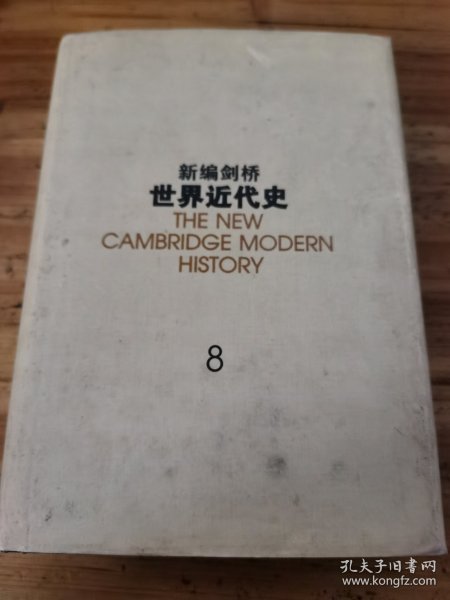 新编剑桥
世界近代史
THE NEW
CAMBRIDGE MODERN
HISTORY
8
孔夫子旧书网
www.kongfz.com